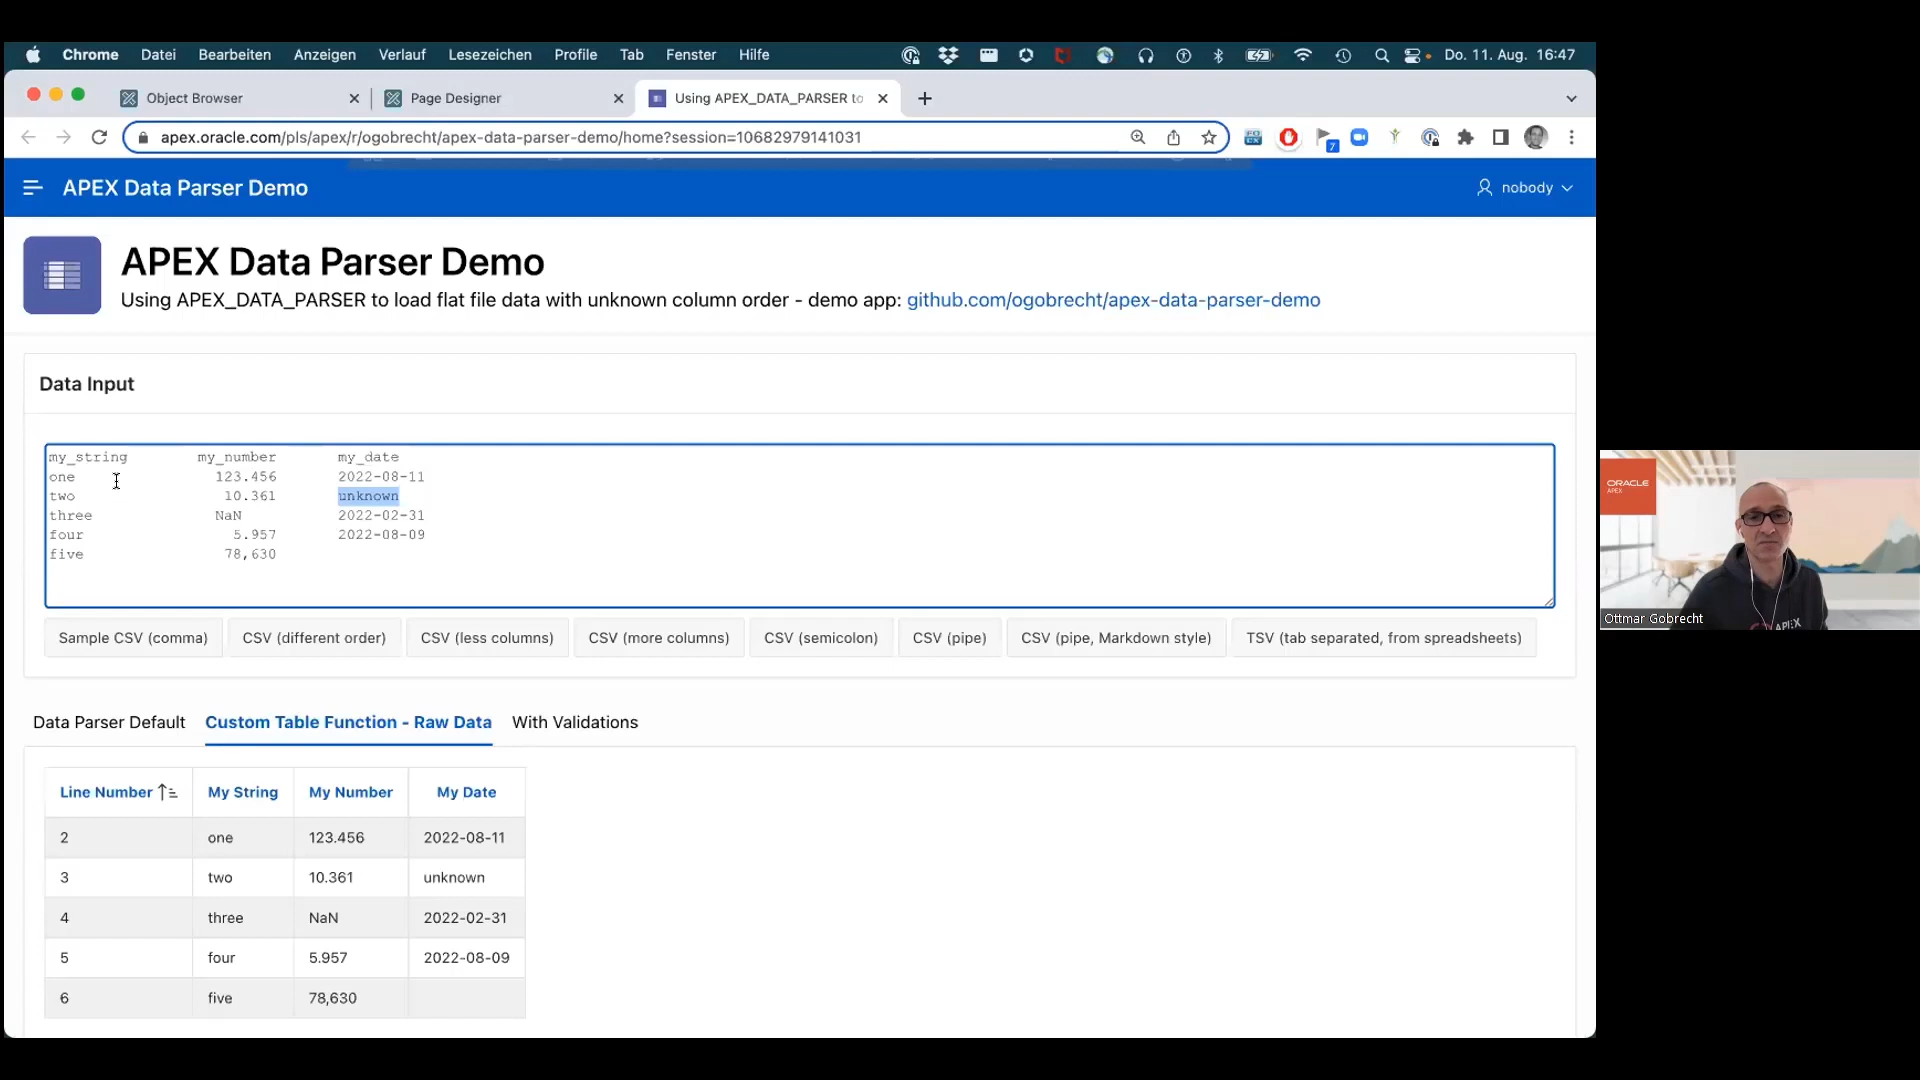 Chrome Datei Bearbeiten Anzeigen Verlauf Lesezeichen Profile Tab Fenster Hilfe Do. 11. Aug. 16:47
Object Browser Page Designer Using APEX_DATA_PARSER to
apex.oracle.com/pls/apex/r/ogobrecht/apex-data-parser-demo/home?session=10682979141031 7
APEX Data Parser Demo nobody
APEX Data Parser Demo
Using APEX_DATA_PARSER to load flat file data with unknown column order - demo app: github.com/ogobrecht/apex-data-parser-demo
Data Input
my_string my_number my_date
one 123.456 2022-08-11
two 10.361 unknown
three NaN 2022-02-31
four 5.957 2022-08-09
five 78,630
Sample CSV (comma) CSV (different order) CSV (less columns) CSV (more columns) CSV (semicolon) CSV (pipe) CSV (pipe, Markdown style) TSV (tab separated, from spreadsheets)
Data Parser Default Custom Table Function - Raw Data With Validations
Line Number My String My Number My Date
2 one 123.456 2022-08-11
3 two 10.361 unknown
4 three NaN 2022-02-31
5 four 5.957 2022-08-09
6 five 78,630
ORACLE
APEX
Ottmar Gobrecht
APEX